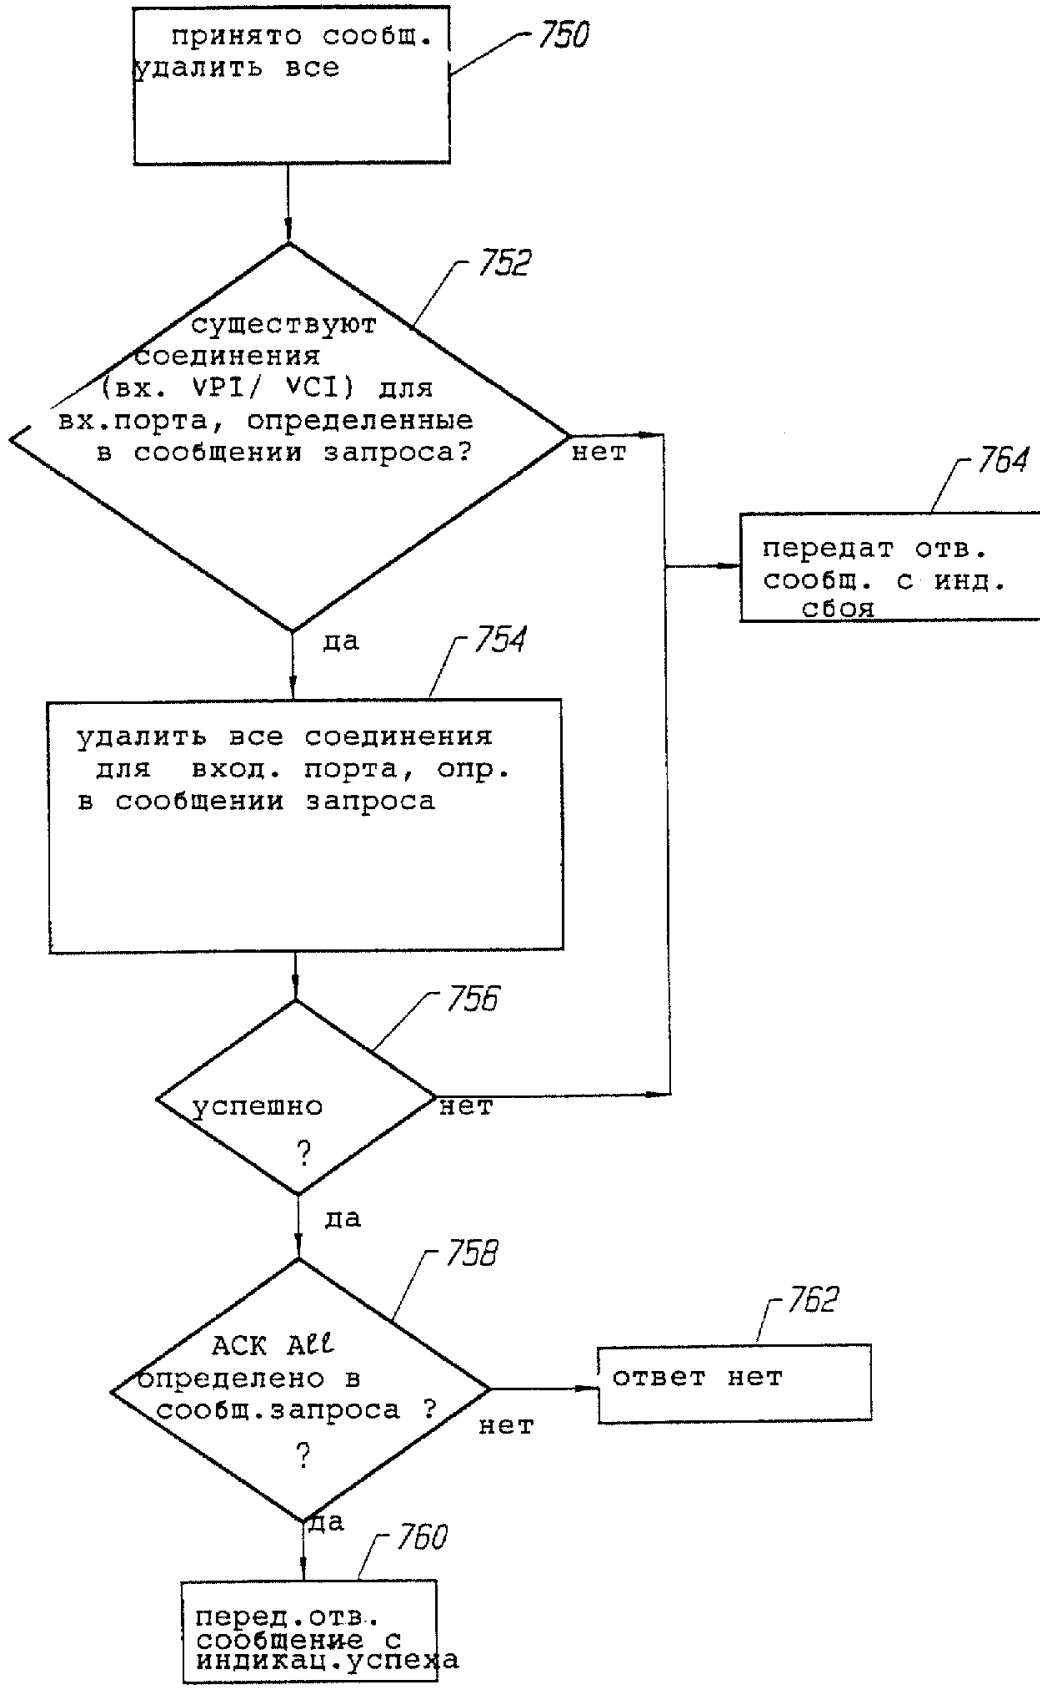 принято сообщ.
удалить все
750
752
существуют
соединения
(вх. VPI/ VCI) для
вх.порта, определенные
в сообщении запроса?
нет
764
передат отв.
сообщ. с инд.
сбоя
да
754
удалить все соединения
для вход. порта, опр.
в сообщении запроса
756
успешно
?
нет
да
758
АСК All
определено в
сообщ.запроса ?
?
нет
762
ответ нет
да
760
перед.отв.
сообщение с
индикац.успеха